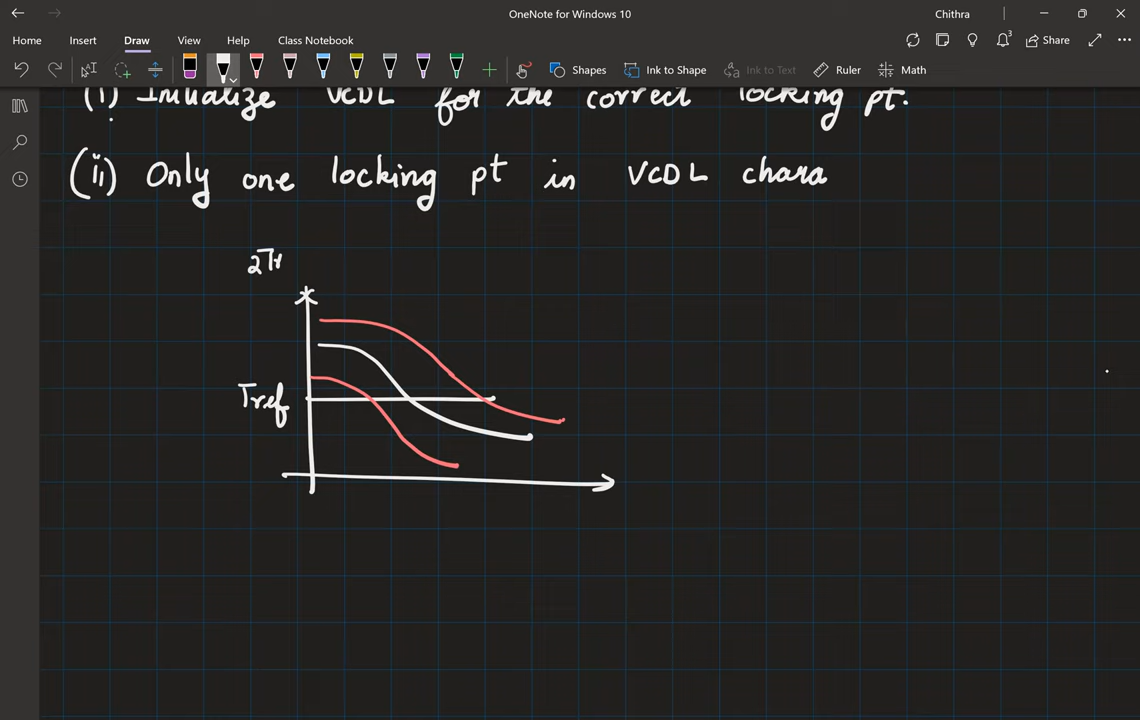 OneNote for Windows 10
Chithra
Home Insert Draw View Help Class Notebook
Share
Shapes Ink to Shape Ink to Text Ruler Math
(i) Initialize VCDL for the correct locking pt.
(ii) Only one locking pt in VCDL chara
2Tr
Tref